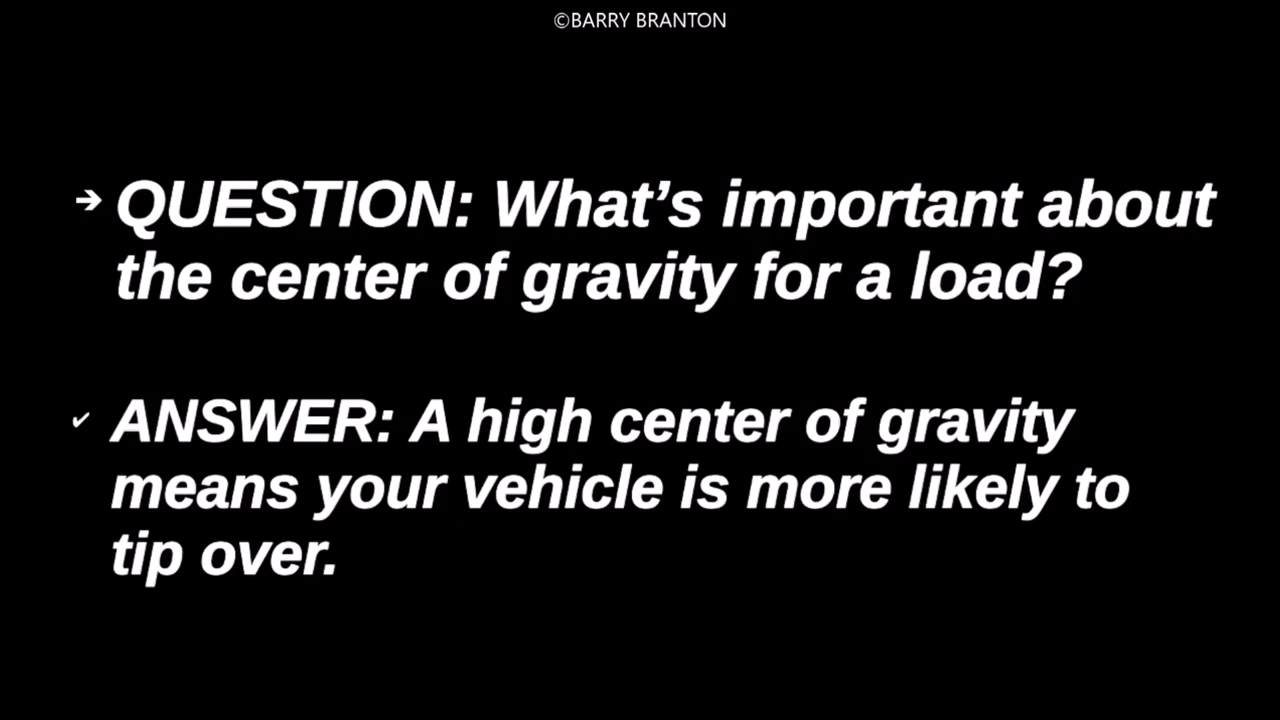 ©BARRY BRANTON
➔ QUESTION: What’s important about
the center of gravity for a load?
✓ ANSWER: A high center of gravity
means your vehicle is more likely to
tip over.